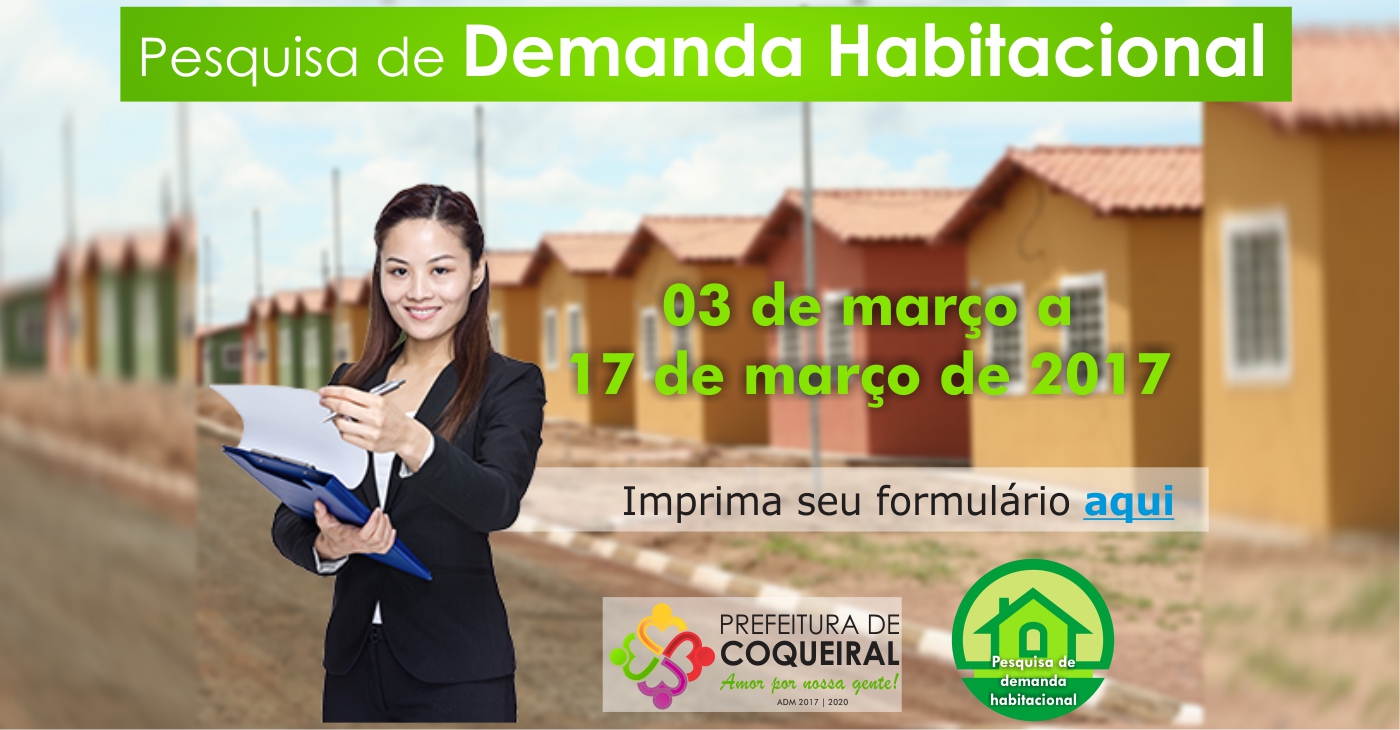 Pesquisa de Demanda Habitacional
03 de março a
17 de março de 2017
Imprima seu formulário aqui
PREFEITURA DE
COQUEIRAL
Amor por nossa gente!
ADM 2017 | 2020
Pesquisa de
demanda
habitacional